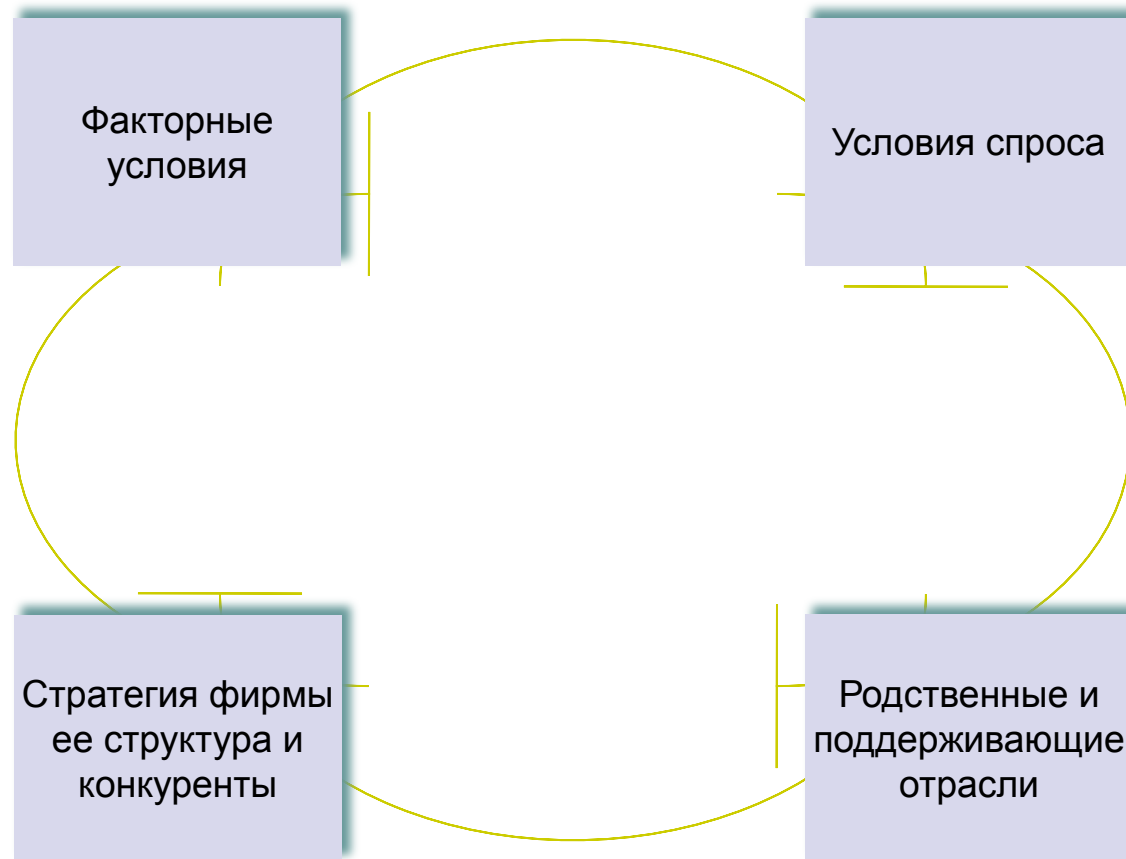 Факторные
условия
Условия спроса
Стратегия фирмы
ее структура и
конкуренты
Родственные и
поддерживающие
отрасли